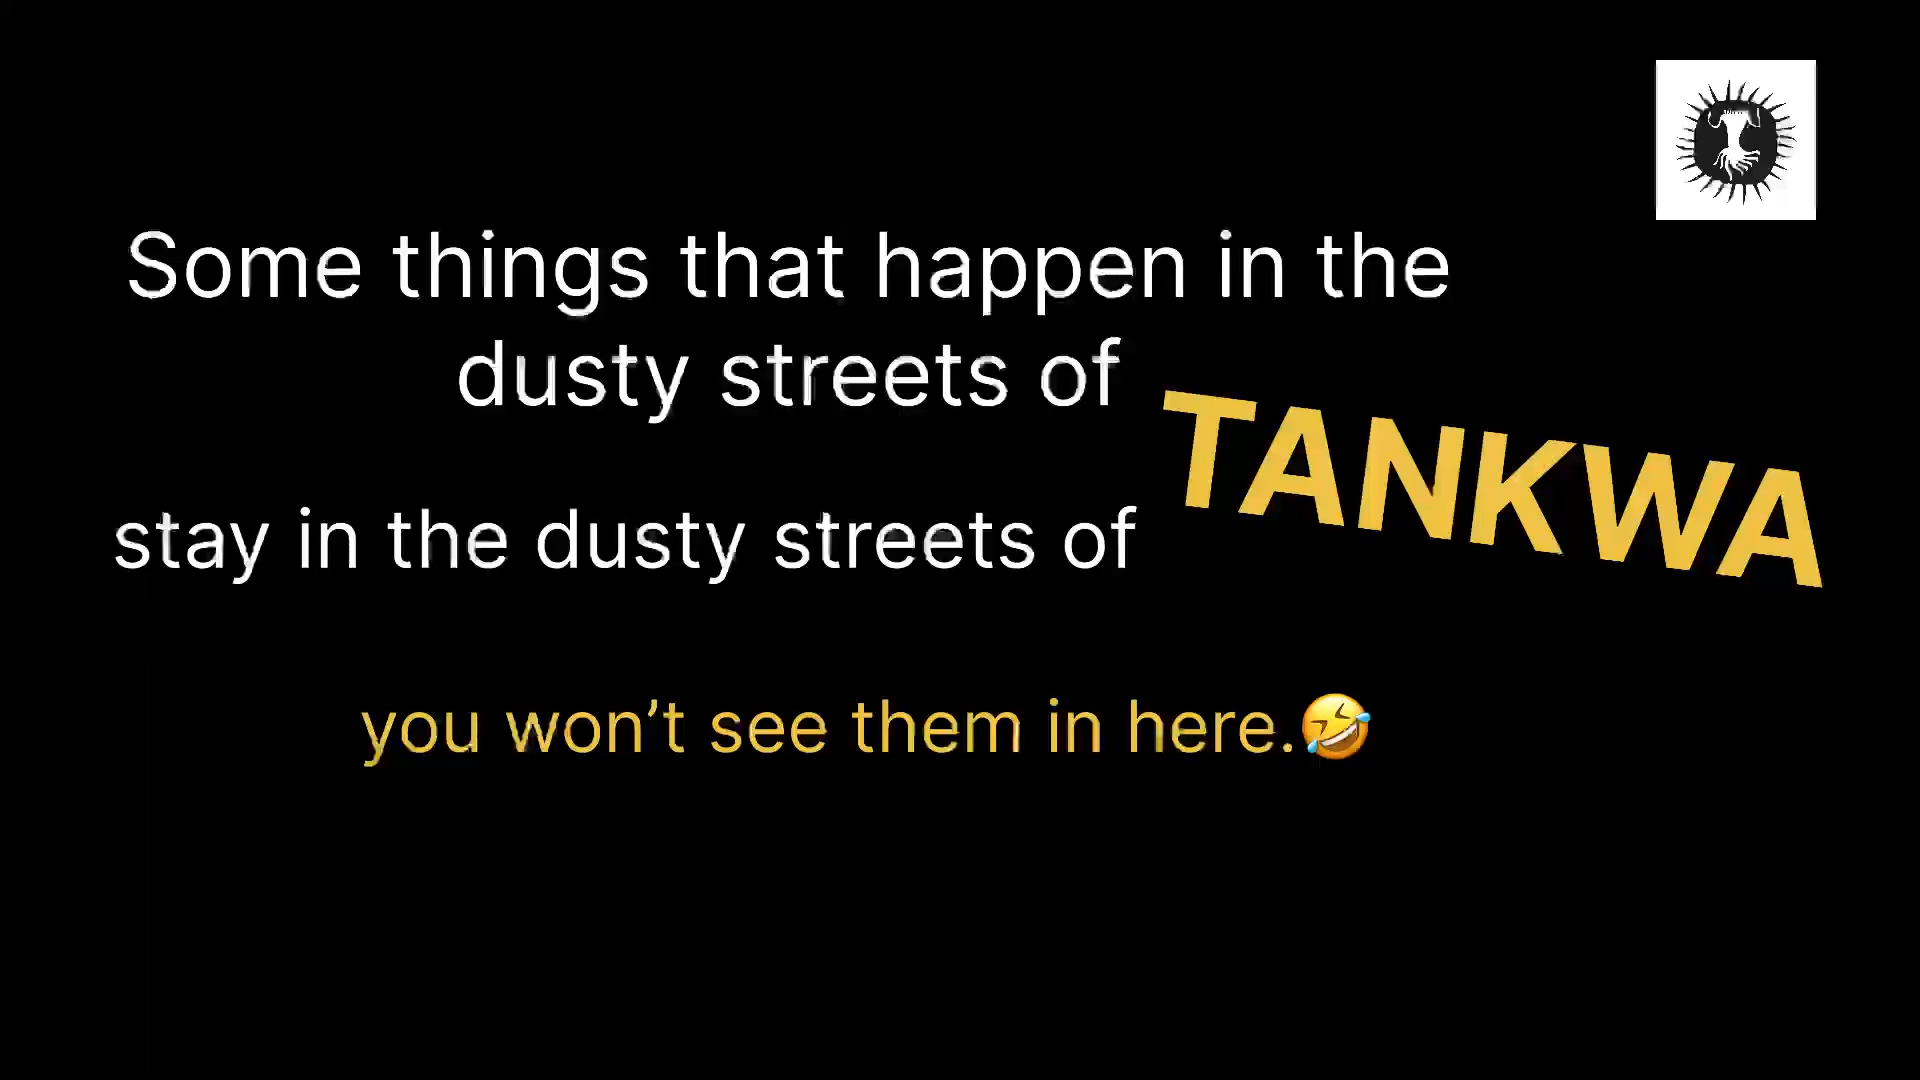 Some things that happen in the
dusty streets of
TANKWA
stay in the dusty streets of
you won’t see them in here.🤣